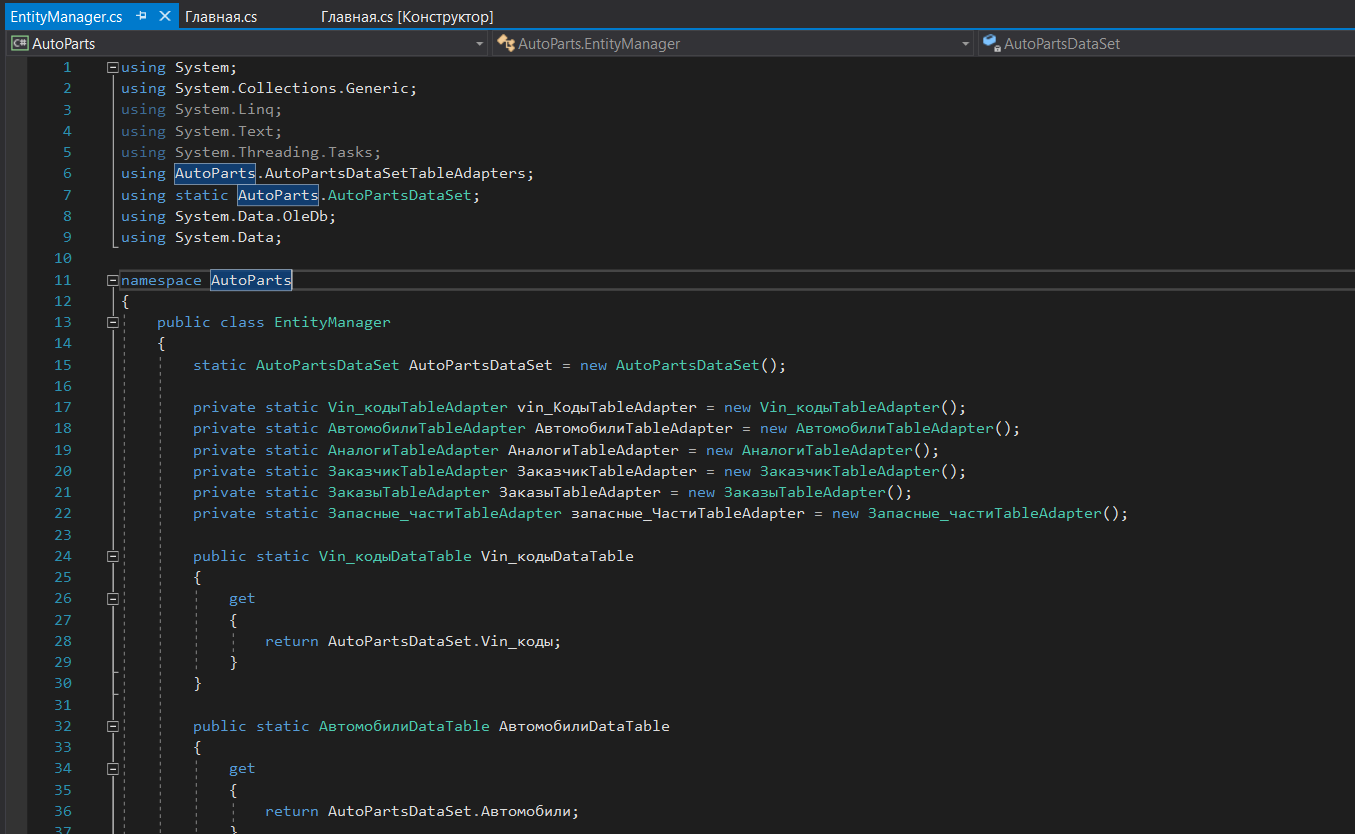 EntityManager.cs Главная.cs Главная.cs [Конструктор]
C# AutoParts AutoParts.EntityManager AutoPartsDataSet
1 using System;
2 using System.Collections.Generic;
3 using System.Linq;
4 using System.Text;
5 using System.Threading.Tasks;
6 using AutoParts.AutoPartsDataSetTableAdapters;
7 using static AutoParts.AutoPartsDataSet;
8 using System.Data.OleDb;
9 using System.Data;
10
11 namespace AutoParts
12 {
13 public class EntityManager
14 {
15 static AutoPartsDataSet AutoPartsDataSet = new AutoPartsDataSet();
16
17 private static Vin_кодыTableAdapter vin_КодыTableAdapter = new Vin_кодыTableAdapter();
18 private static АвтомобилиTableAdapter АвтомобилиTableAdapter = new АвтомобилиTableAdapter();
19 private static АналогиTableAdapter АналогиTableAdapter = new АналогиTableAdapter();
20 private static ЗаказчикTableAdapter ЗаказчикTableAdapter = new ЗаказчикTableAdapter();
21 private static ЗаказыTableAdapter ЗаказыTableAdapter = new ЗаказыTableAdapter();
22 private static Запасные_частиTableAdapter запасные_ЧастиTableAdapter = new Запасные_частиTableAdapter();
23
24 public static Vin_кодыDataTable Vin_кодыDataTable
25 {
26 get
27 {
28 return AutoPartsDataSet.Vin_коды;
29 }
30 }
31
32 public static АвтомобилиDataTable АвтомобилиDataTable
33 {
34 get
35 {
36 return AutoPartsDataSet.Автомобили;
37 }